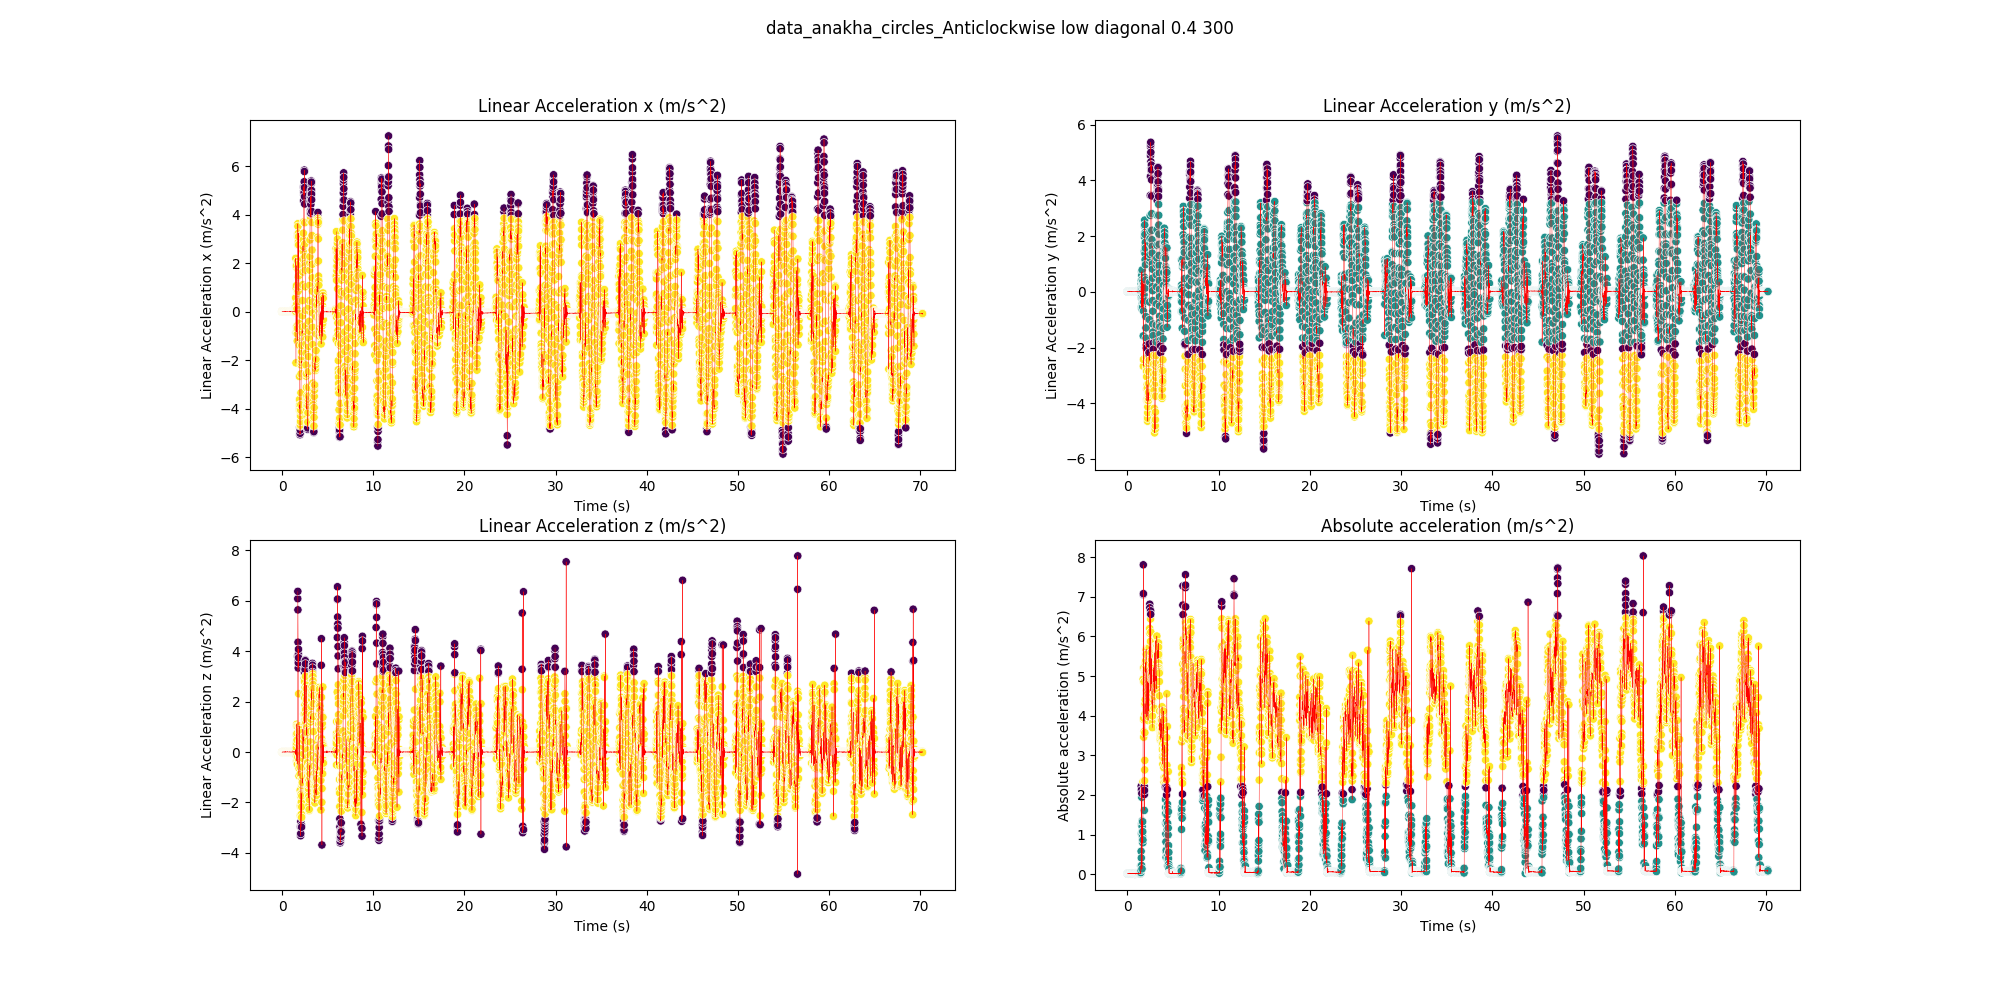 data_anakha_circles_Anticlockwise low diagonal 0.4 300
Linear Acceleration x (m/s^2)
Linear Acceleration x (m/s^2)
6
4
2
0
−2
−4
−6
0 10 20 30 40 50 60 70
Time (s)
Linear Acceleration y (m/s^2)
Linear Acceleration y (m/s^2)
6
4
2
0
−2
−4
−6
0 10 20 30 40 50 60 70
Time (s)
Linear Acceleration z (m/s^2)
Linear Acceleration z (m/s^2)
8
6
4
2
0
−2
−4
0 10 20 30 40 50 60 70
Time (s)
Absolute acceleration (m/s^2)
Absolute acceleration (m/s^2)
8
7
6
5
4
3
2
1
0
0 10 20 30 40 50 60 70
Time (s)